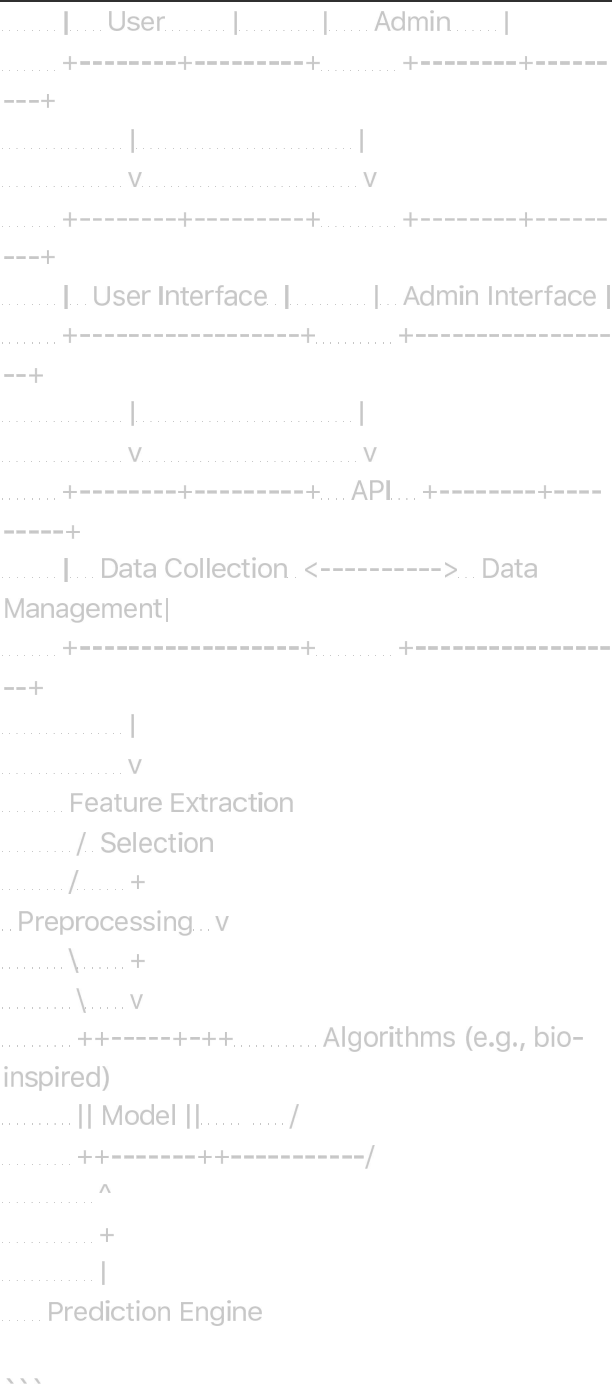 | User | | Admin |
+--------+---------+ +--------+------
---+
| |
v v
+--------+---------+ +--------+------
---+
| User Interface | | Admin Interface |
+------------------+ +----------------
--+
| |
v v
+--------+---------+ API +--------+----
-----+
| Data Collection <----------> Data
Management|
+------------------+ +----------------
--+
|
v
Feature Extraction
/ Selection
/ +
Preprocessing v
\ +
\ v
++-----+-++ Algorithms (e.g., bio-
inspired)
|| Model || /
++-------++-----------/
^
+
|
Prediction Engine
```